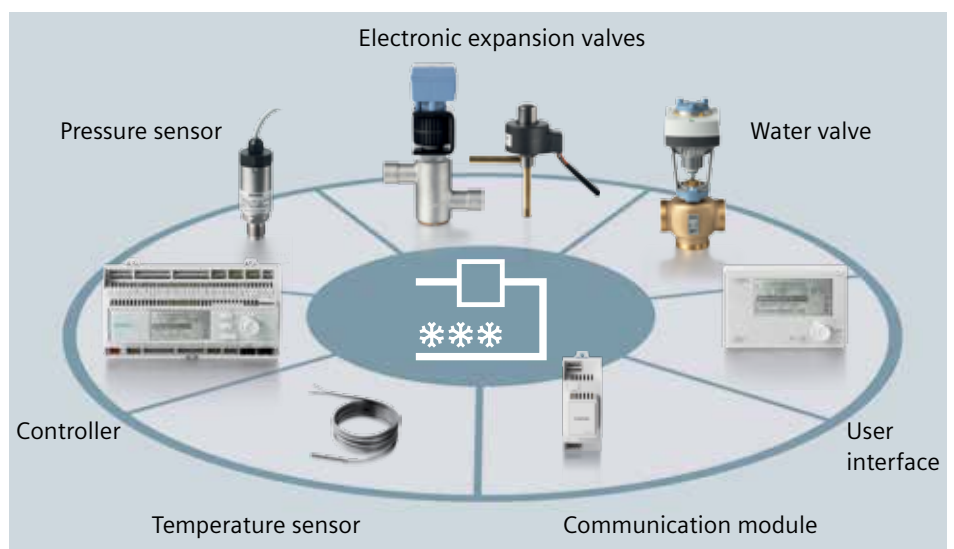 Electronic expansion valves
Pressure sensor
Water valve
Controller
User
interface
Temperature sensor
Communication module